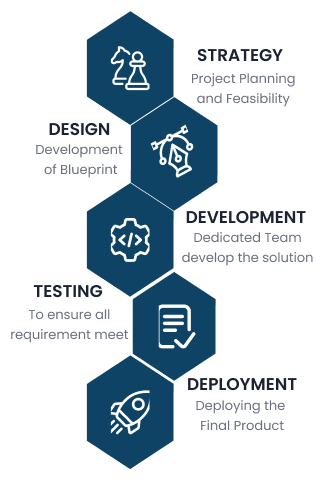 STRATEGY
Project Planning
and Feasibility
DESIGN
Development
of Blueprint
</>
DEVELOPMENT
Dedicated Team
develop the solution
TESTING
To ensure all
requirement meet
DEPLOYMENT
Deploying the
Final Product